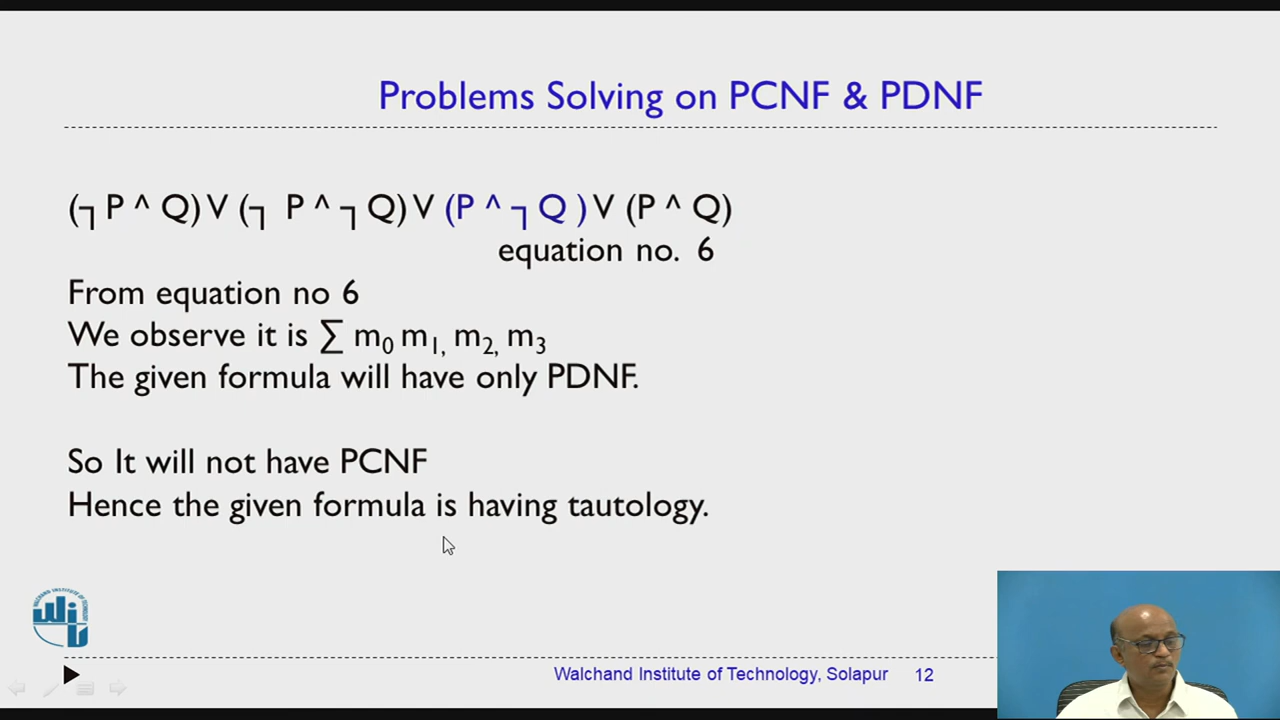 Problems Solving on PCNF & PDNF
(┐P ^ Q) V (┐ P ^ ┐Q) V (P ^ ┐Q ) V (P ^ Q)
equation no. 6
From equation no 6
We observe it is ∑ m₀ m₁, m₂, m₃
The given formula will have only PDNF.
So It will not have PCNF
Hence the given formula is having tautology.
Walchand Institute of Technology, Solapur 12